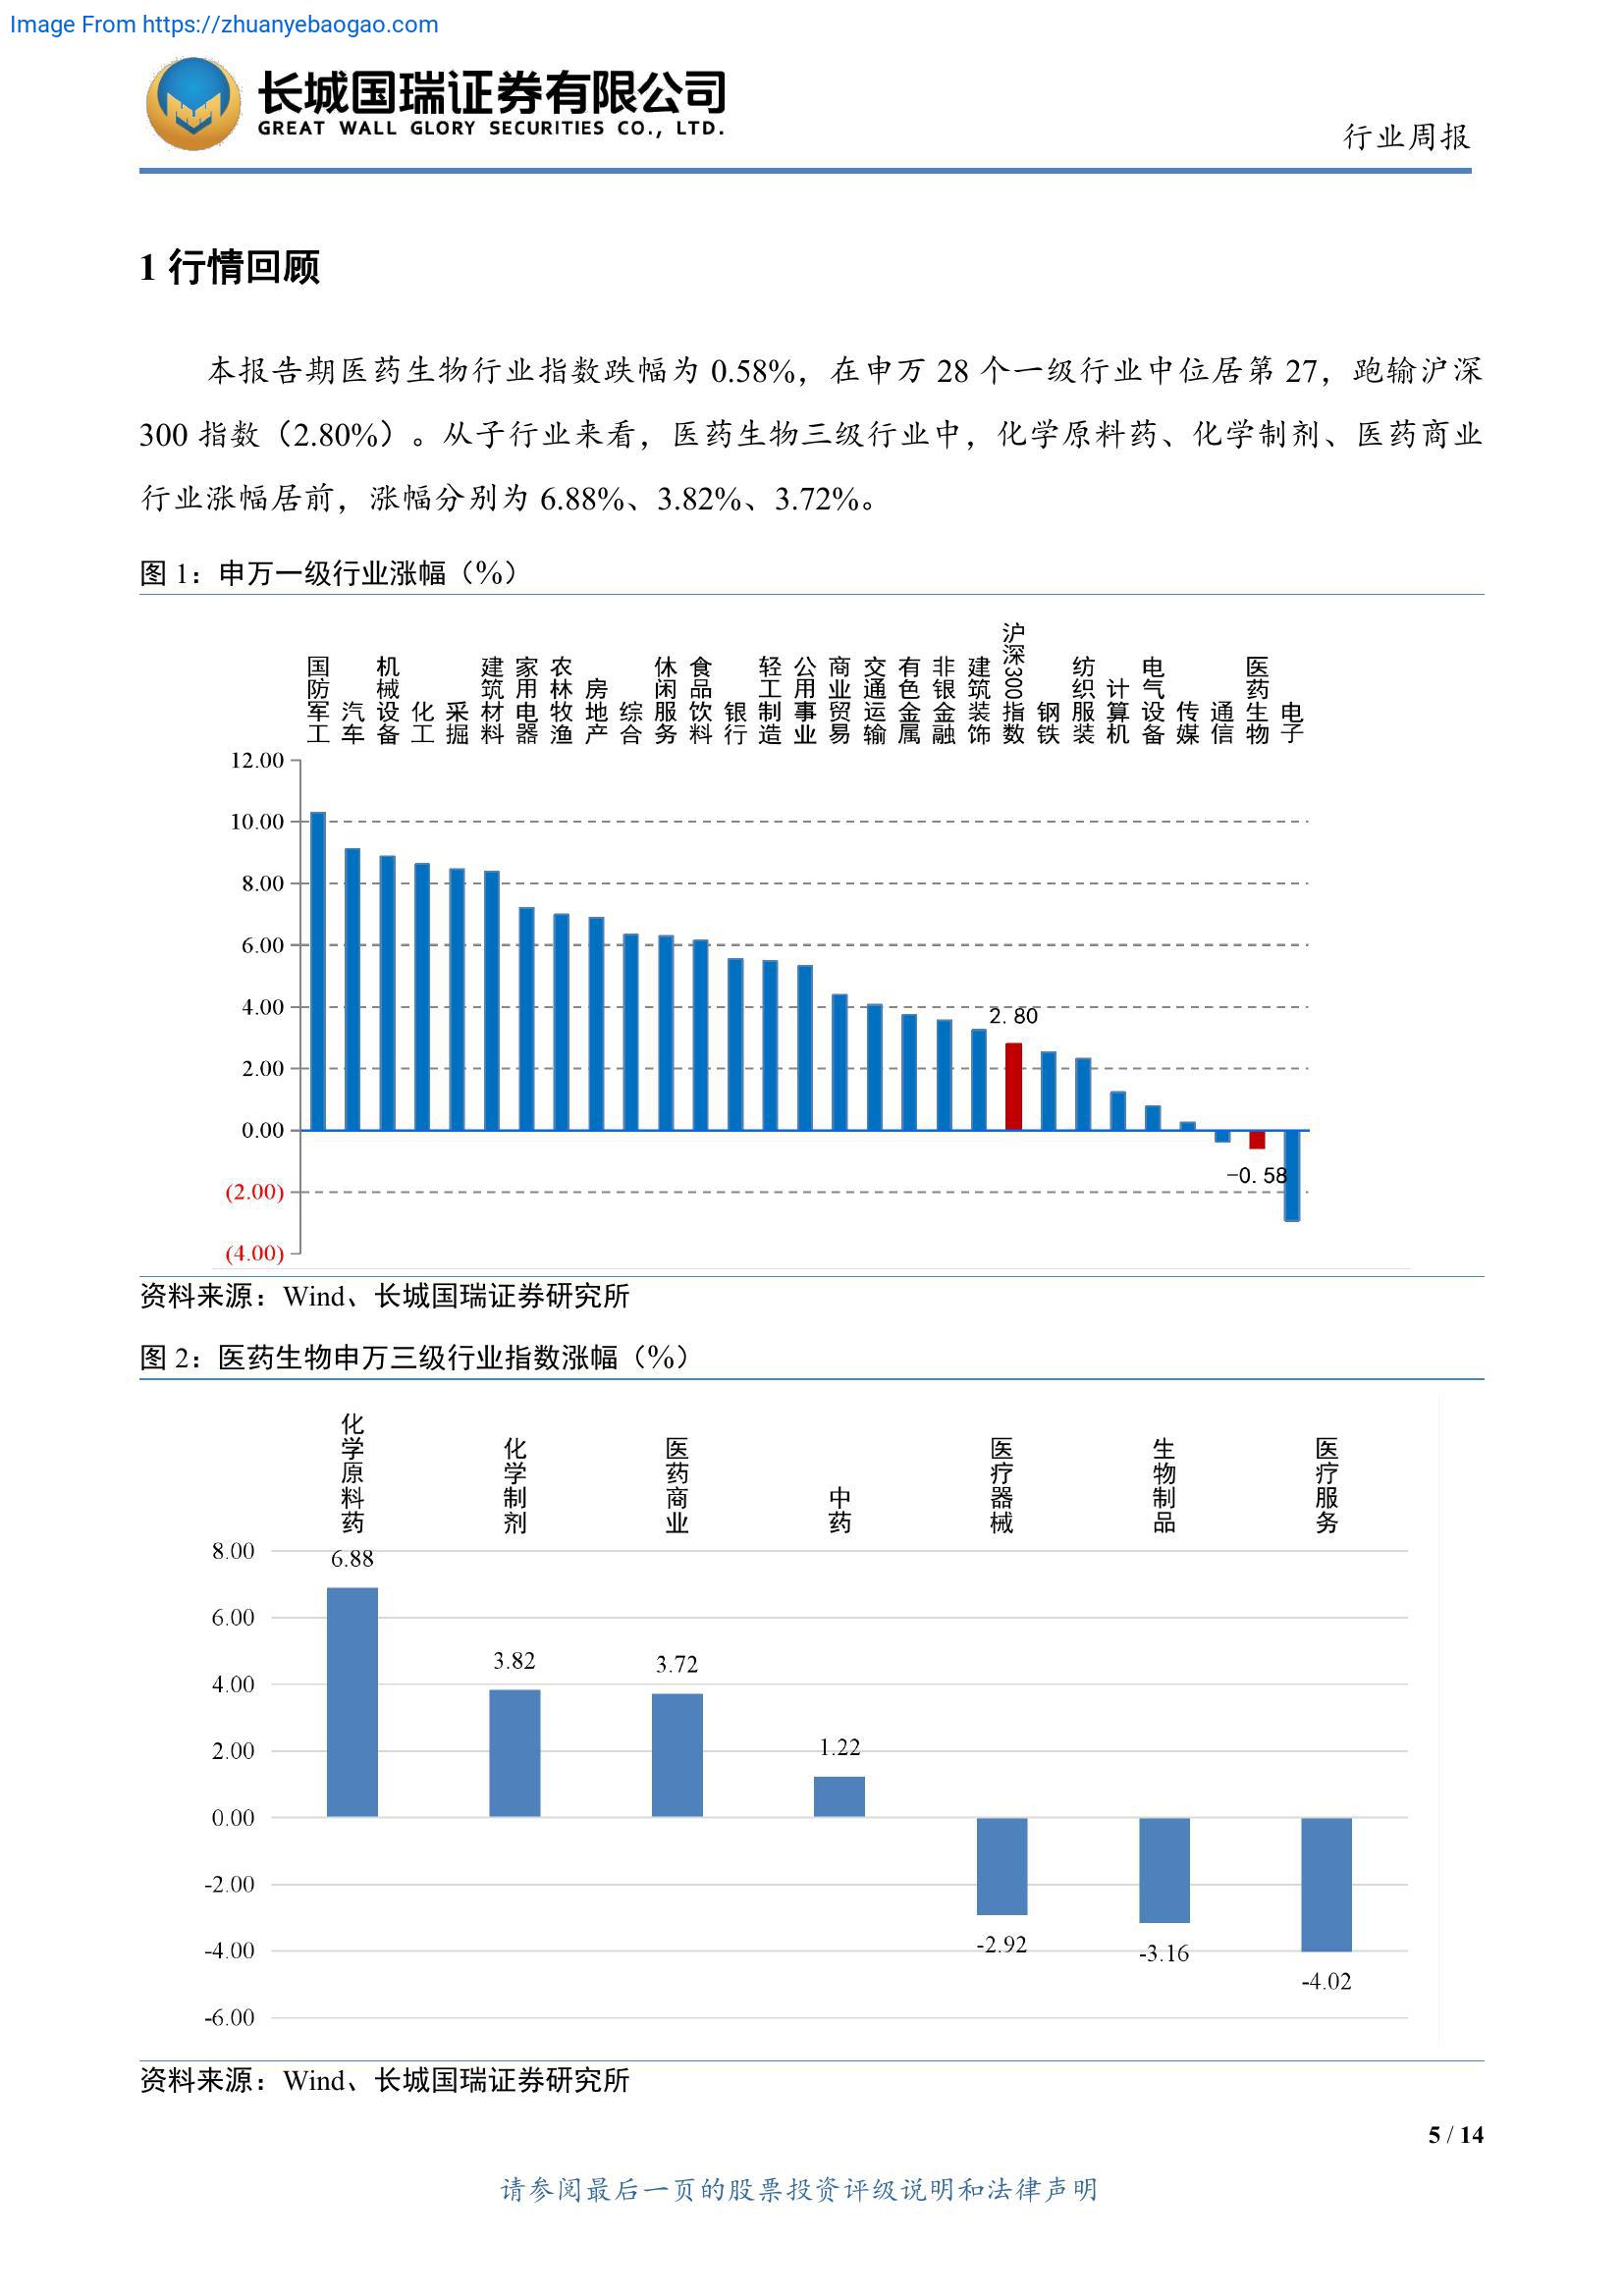 Image From https://zhuanyebaogao.com
长城国瑞证券有限公司
GREAT WALL GLORY SECURITIES CO., LTD.
行业周报
1 行情回顾
本报告期医药生物行业指数跌幅为 0.58%，在申万 28 个一级行业中位居第 27，跑输沪深
300 指数（2.80%）。从子行业来看，医药生物三级行业中，化学原料药、化学制剂、医药商业
行业涨幅居前，涨幅分别为 6.88%、3.82%、3.72%。
图 1：申万一级行业涨幅（%）
国防军工
汽车
机械设备
化工
采掘
建筑材料
家用电器
农林牧渔
房地产
综合
休闲服务
食品饮料
银行
轻工制造
公用事业
商业贸易
交通运输
有色金属
非银金融
建筑装饰
沪深300指数
钢铁
纺织服装
计算机
电气设备
传媒
通信
医药生物
电子
12.00
10.00
8.00
6.00
4.00
2.00
0.00
(2.00)
(4.00)
2.80
-0.58
资料来源：Wind、长城国瑞证券研究所
图 2：医药生物申万三级行业指数涨幅（%）
化学原料药
化学制剂
医药商业
中药
医疗器械
生物制品
医疗服务
8.00
6.00
4.00
2.00
0.00
-2.00
-4.00
-6.00
6.88
3.82
3.72
1.22
-2.92
-3.16
-4.02
资料来源：Wind、长城国瑞证券研究所
5 / 14
请参阅最后一页的股票投资评级说明和法律声明